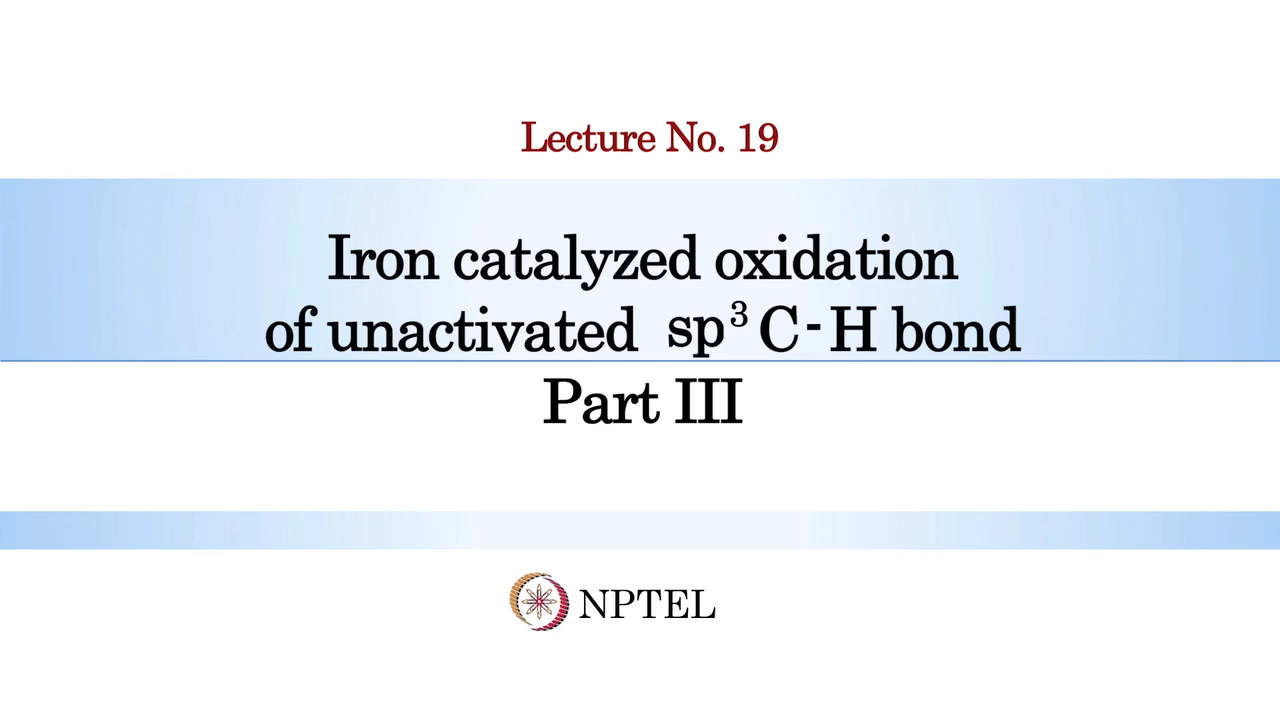 Lecture No. 19
Iron catalyzed oxidation
of unactivated sp³ C-H bond
Part III
NPTEL